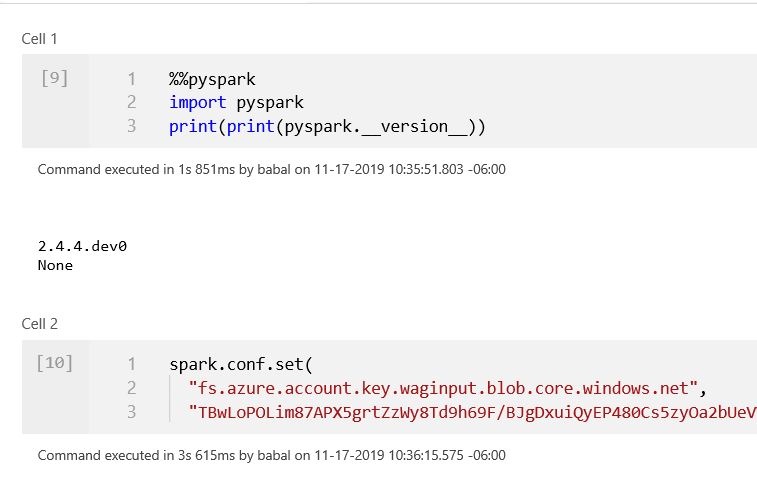 Cell 1
[9]
1 %%pyspark
2 import pyspark
3 print(print(pyspark.__version__))
Command executed in 1s 851ms by babal on 11-17-2019 10:35:51.803 -06:00
2.4.4.dev0
None
Cell 2
[10]
1 spark.conf.set(
2 "fs.azure.account.key.waginput.blob.core.windows.net",
3 "TBwLoPOLim87APX5grtZzWy8Td9h69F/BJgDxuiQyEP480Cs5zyOa2bUeV
Command executed in 3s 615ms by babal on 11-17-2019 10:36:15.575 -06:00